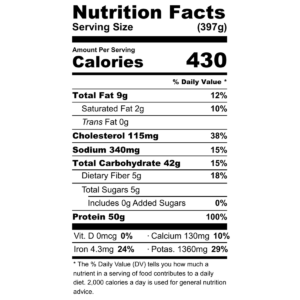 Nutrition Facts
Serving Size (397g)
Amount Per Serving
Calories 430
% Daily Value *
Total Fat 9g 12%
Saturated Fat 2g 10%
Trans Fat 0g
Cholesterol 115mg 38%
Sodium 340mg 15%
Total Carbohydrate 42g 15%
Dietary Fiber 5g 18%
Total Sugars 5g
Includes 0g Added Sugars 0%
Protein 50g 100%
Vit. D 0mcg 0% · Calcium 130mg 10%
Iron 4.3mg 24% · Potas. 1360mg 29%
* The % Daily Value (DV) tells you how much a
nutrient in a serving of food contributes to a daily
diet. 2,000 calories a day is used for general nutrition
advice.